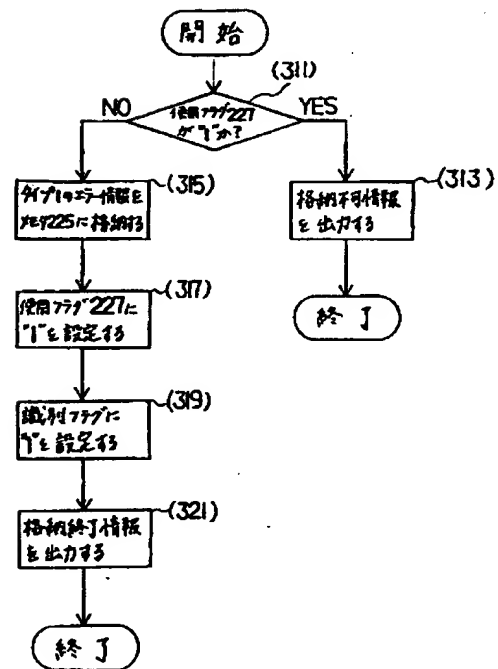 開始
(311)
使用フラグ227
が"1"か?
NO
YES
タイプ1のエラー情報を
メモリ225に格納する
(315)
格納不可情報
を出力する
(313)
使用フラグ227に
"1"を設定する
(317)
終了
識別フラグに
"1"を設定する
(319)
格納終了情報
を出力する
(321)
終了